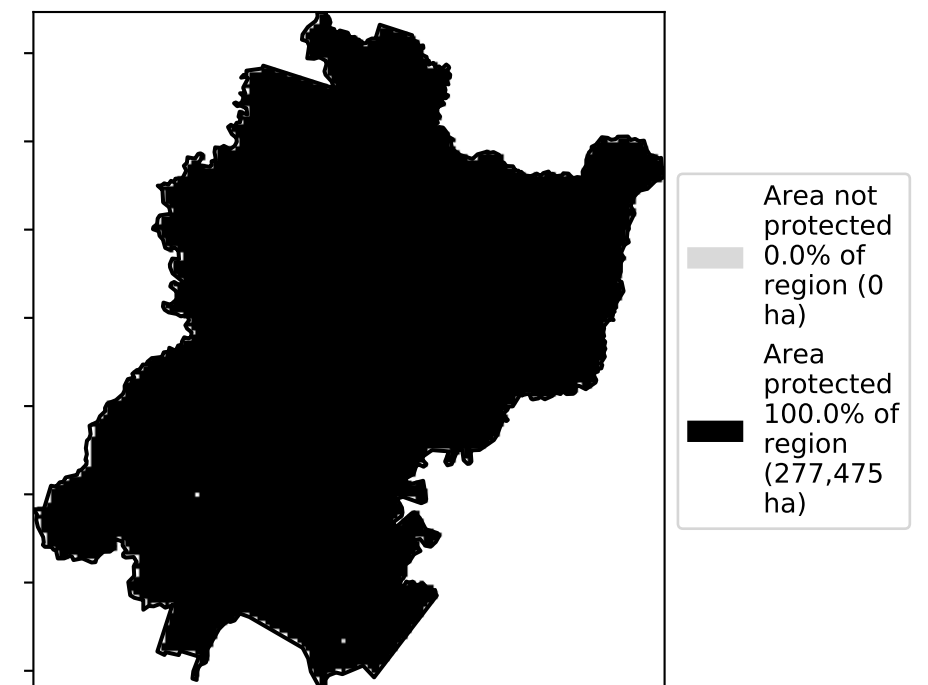 Area not
protected
0.0% of
region (0
ha)
Area
protected
100.0% of
region
(277,475
ha)